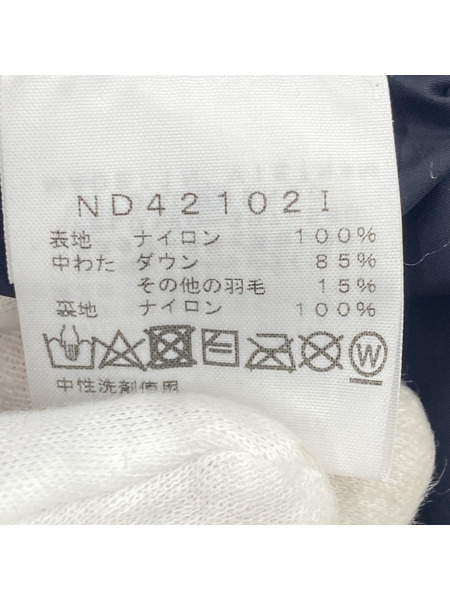 ND42102I
表地 ナイロン 100%
中わた ダウン 85%
その他の羽毛 15%
裏地 ナイロン 100%
W
中性洗剤使用